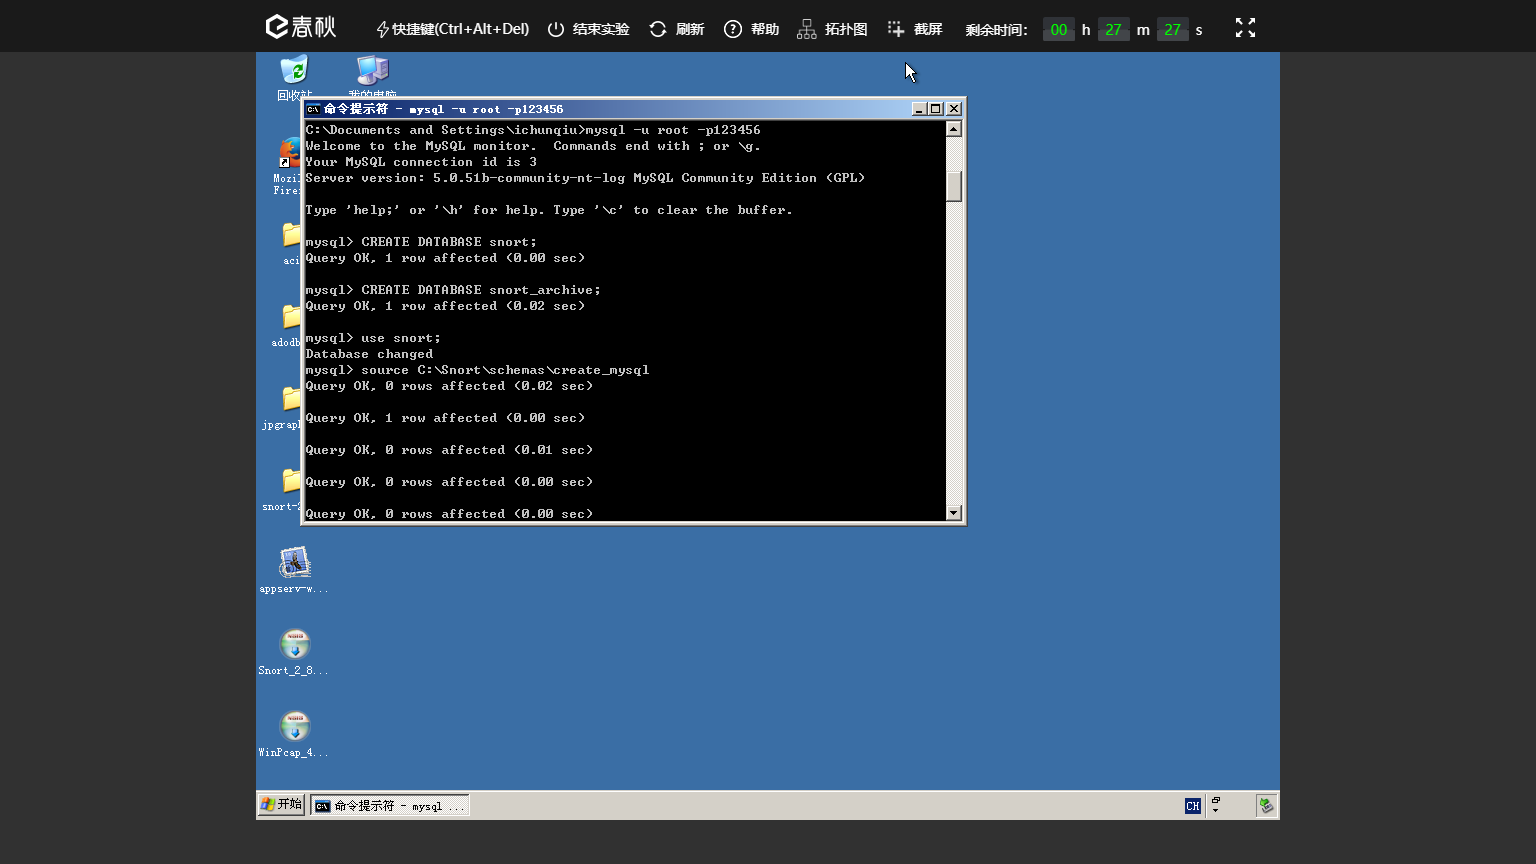 e春秋
快捷键(Ctrl+Alt+Del)
结束实验
刷新
帮助
拓扑图
截屏
剩余时间: 00 h 27 m 27 s
回收站
我的电脑
命令提示符 - mysql -u root -p123456
C:\Documents and Settings\ichunqiu>mysql -u root -p123456
Welcome to the MySQL monitor.  Commands end with ; or \g.
Your MySQL connection id is 3
Server version: 5.0.51b-community-nt-log MySQL Community Edition (GPL)
Type 'help;' or '\h' for help. Type '\c' to clear the buffer.
mysql> CREATE DATABASE snort;
Query OK, 1 row affected (0.00 sec)
mysql> CREATE DATABASE snort_archive;
Query OK, 1 row affected (0.02 sec)
mysql> use snort;
Database changed
mysql> source C:\Snort\schemas\create_mysql
Query OK, 0 rows affected (0.02 sec)
Query OK, 1 row affected (0.00 sec)
Query OK, 0 rows affected (0.01 sec)
Query OK, 0 rows affected (0.00 sec)
Query OK, 0 rows affected (0.00 sec)
appserv-w...
Snort_2_8...
WinPcap_4...
开始
命令提示符 - mysql ...
CH